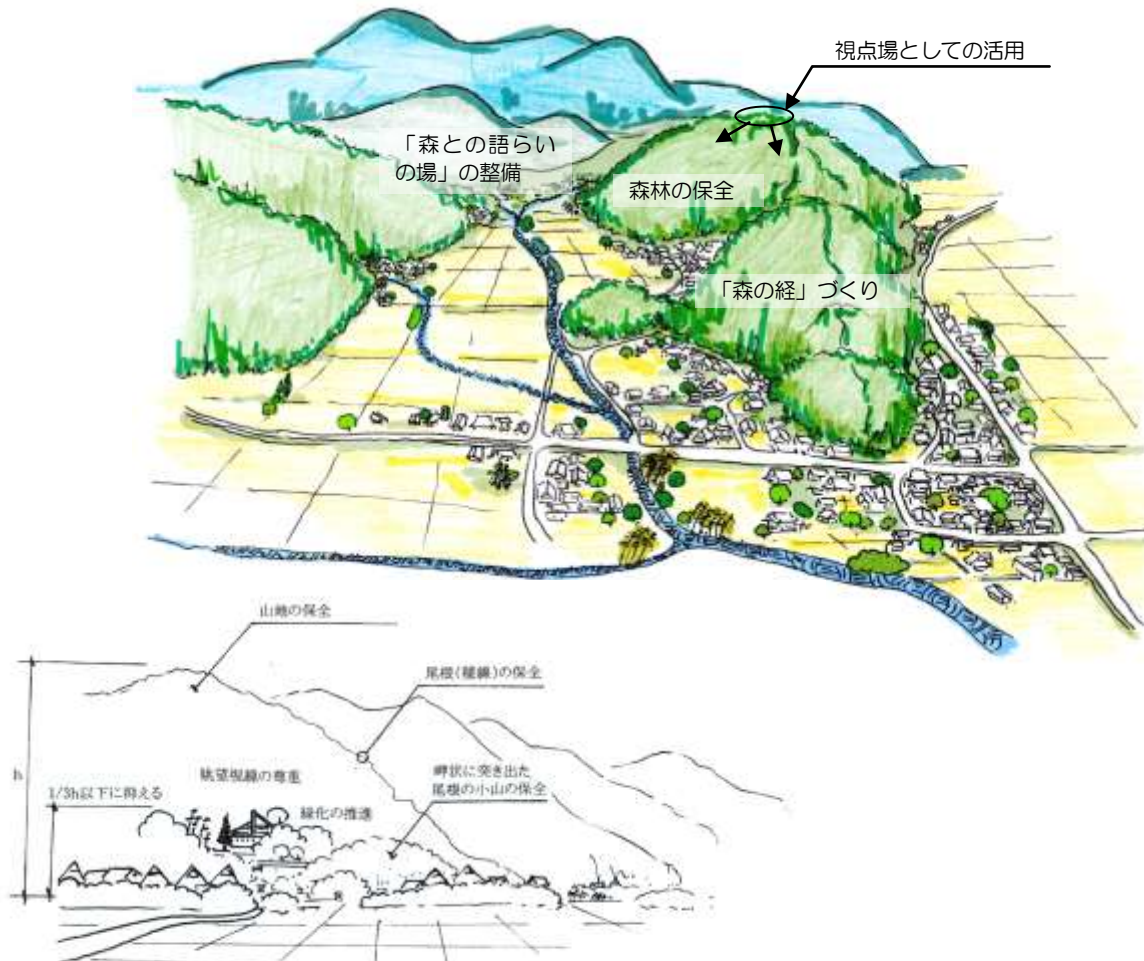 視点場としての活用
「森との語らい
の場」の整備
森林の保全
「森の経」づくり
山地の保全
尾根(稜線)の保全
h
眺望視線の尊重
岬状に突き出た
尾根の小山の保全
1/3h以下に抑える
緑化の推進